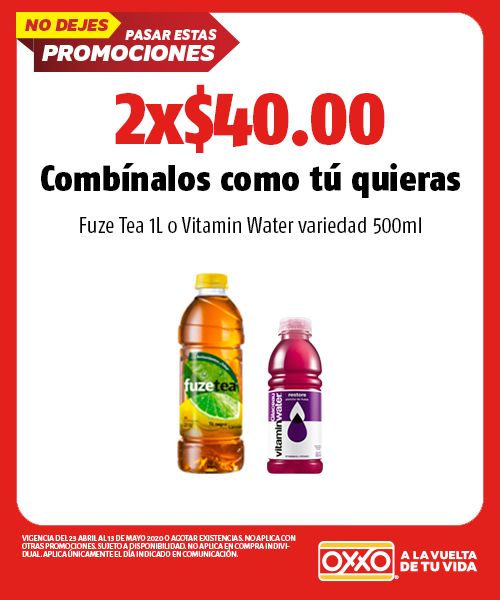 NO DEJES
PASAR ESTAS
PROMOCIONES
2x$40.00
Combínalos como tú quieras
Fuze Tea 1L o Vitamin Water variedad 500ml
fuzetea
restore
vitaminwater
VIGENCIA DEL 23 ABRIL AL 13 DE MAYO 2020 O AGOTAR EXISTENCIAS. NO APLICA CON
OTRAS PROMOCIONES. SUJETO A DISPONIBILIDAD. NO APLICA EN COMPRA INDIVI-
DUAL. APLICA ÚNICAMENTE EL DÍA INDICADO EN COMUNICACIÓN.
OXXO
A LA VUELTA
DE TU VIDA